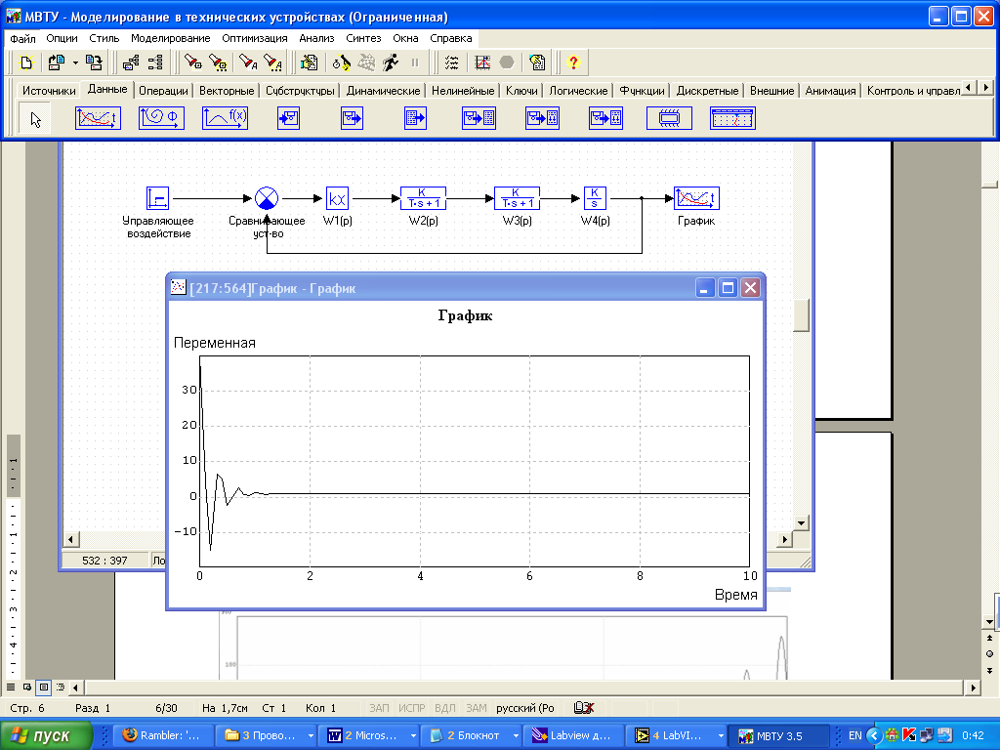 МВТУ - Моделирование в технических устройствах (Ограниченная)
Файл Опции Стиль Моделирование Оптимизация Анализ Синтез Окна Справка
Источники Данные Операции Векторные Субструктуры Динамические Нелинейные Ключи Логические Функции Дискретные Внешние Анимация Контроль и управл
t Φ f(x)
kx K T•s + 1 K T•s + 1 K s t
Управляющее воздействие
Сравнивающее уст-во
W1(p) W2(p) W3(p) W4(p) График
[217:564]График - График
График
Переменная
30
20
10
0
-10
0 2 4 6 8 10
Время
532 : 397 Ло
100
Стр. 6 Разд 1 6/30 На 1,7см Ст 1 Кол 1 ЗАП ИСПР ВДЛ ЗАМ русский (Ро
пуск Rambler: '... 3 Прово... 2 Micros... 2 Блокнот Labview д... 4 LabVI... МВТУ 3.5 EN 0:42